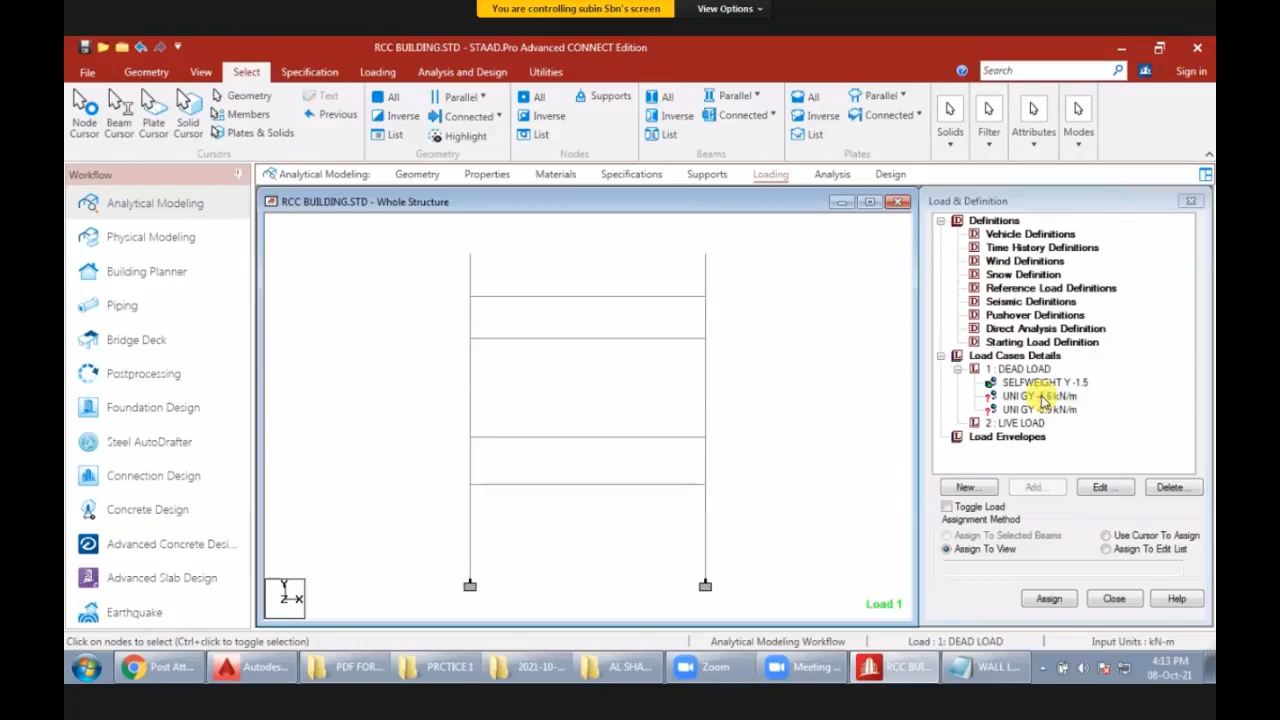 You are controlling subin Sbn's screen
View Options
RCC BUILDING.STD - STAAD.Pro Advanced CONNECT Edition
File
Geometry
View
Select
Specification
Loading
Analysis and Design
Utilities
Search
Sign in
Node Cursor
Beam Cursor
Plate Cursor
Solid Cursor
Geometry
Members
Plates & Solids
Text
Previous
Cursors
All
Inverse
List
Parallel
Connected
Highlight
Geometry
All
Inverse
List
Supports
Nodes
All
Inverse
List
Parallel
Connected
Beams
All
Inverse
List
Parallel
Connected
Plates
Solids
Filter
Attributes
Modes
Workflow
Analytical Modeling:
Geometry
Properties
Materials
Specifications
Supports
Loading
Analysis
Design
Analytical Modeling
Physical Modeling
Building Planner
Piping
Bridge Deck
Postprocessing
Foundation Design
Steel AutoDrafter
Connection Design
Concrete Design
Advanced Concrete Desi...
Advanced Slab Design
Earthquake
RCC BUILDING.STD - Whole Structure
Y
Z X
Load 1
Load & Definition
Definitions
Vehicle Definitions
Time History Definitions
Wind Definitions
Snow Definition
Reference Load Definitions
Seismic Definitions
Pushover Definitions
Direct Analysis Definition
Starting Load Definition
Load Cases Details
1 : DEAD LOAD
SELFWEIGHT Y -1.5
UNI GY kN/m
UNI GY kN/m
2 : LIVE LOAD
Load Envelopes
New...
Add...
Edit ...
Delete...
Toggle Load
Assignment Method
Assign To Selected Beams
Use Cursor To Assign
Assign To View
Assign To Edit List
Assign
Close
Help
Click on nodes to select (Ctrl+click to toggle selection)
Analytical Modeling Workflow
Load : 1: DEAD LOAD
Input Units : kN-m
Post Att...
Autodes...
PDF FOR...
PRCTICE 1
2021-10-...
AL SHA...
Zoom
Meeting ...
RCC BUI...
WALL L...
4:13 PM
08-Oct-21